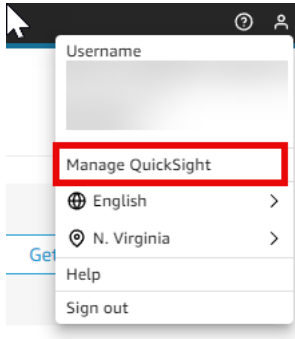 Username
Manage QuickSight
English
N. Virginia
Get
Help
Sign out